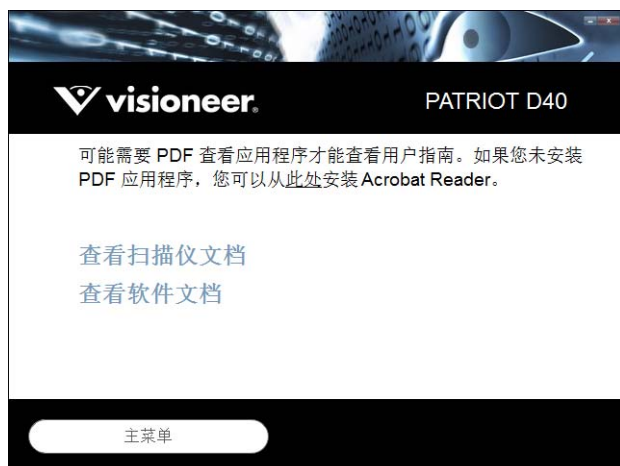 visioneer®
PATRIOT D40
可能需要 PDF 查看应用程序才能查看用户指南。如果您未安装
PDF 应用程序，您可以从此处安装 Acrobat Reader。
查看扫描仪文档
查看软件文档
主菜单